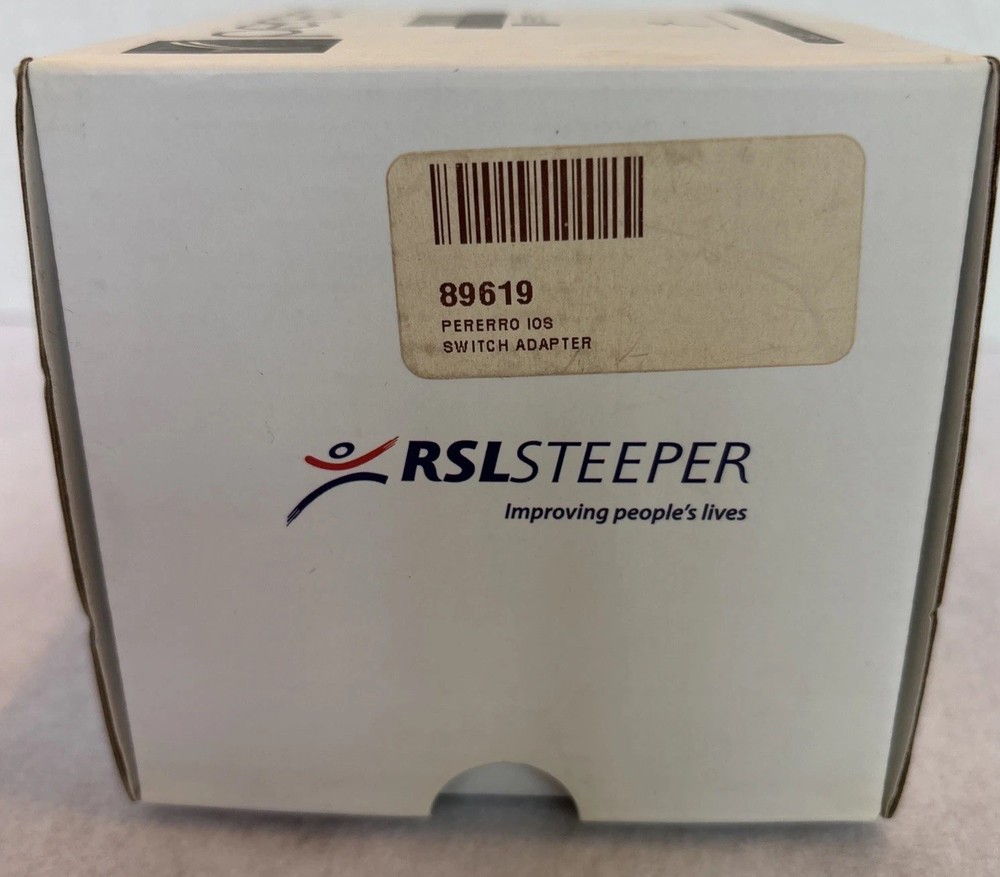 89619
PERERRO IOS
SWITCH ADAPTER
RSLSTEEPER
Improving people's lives